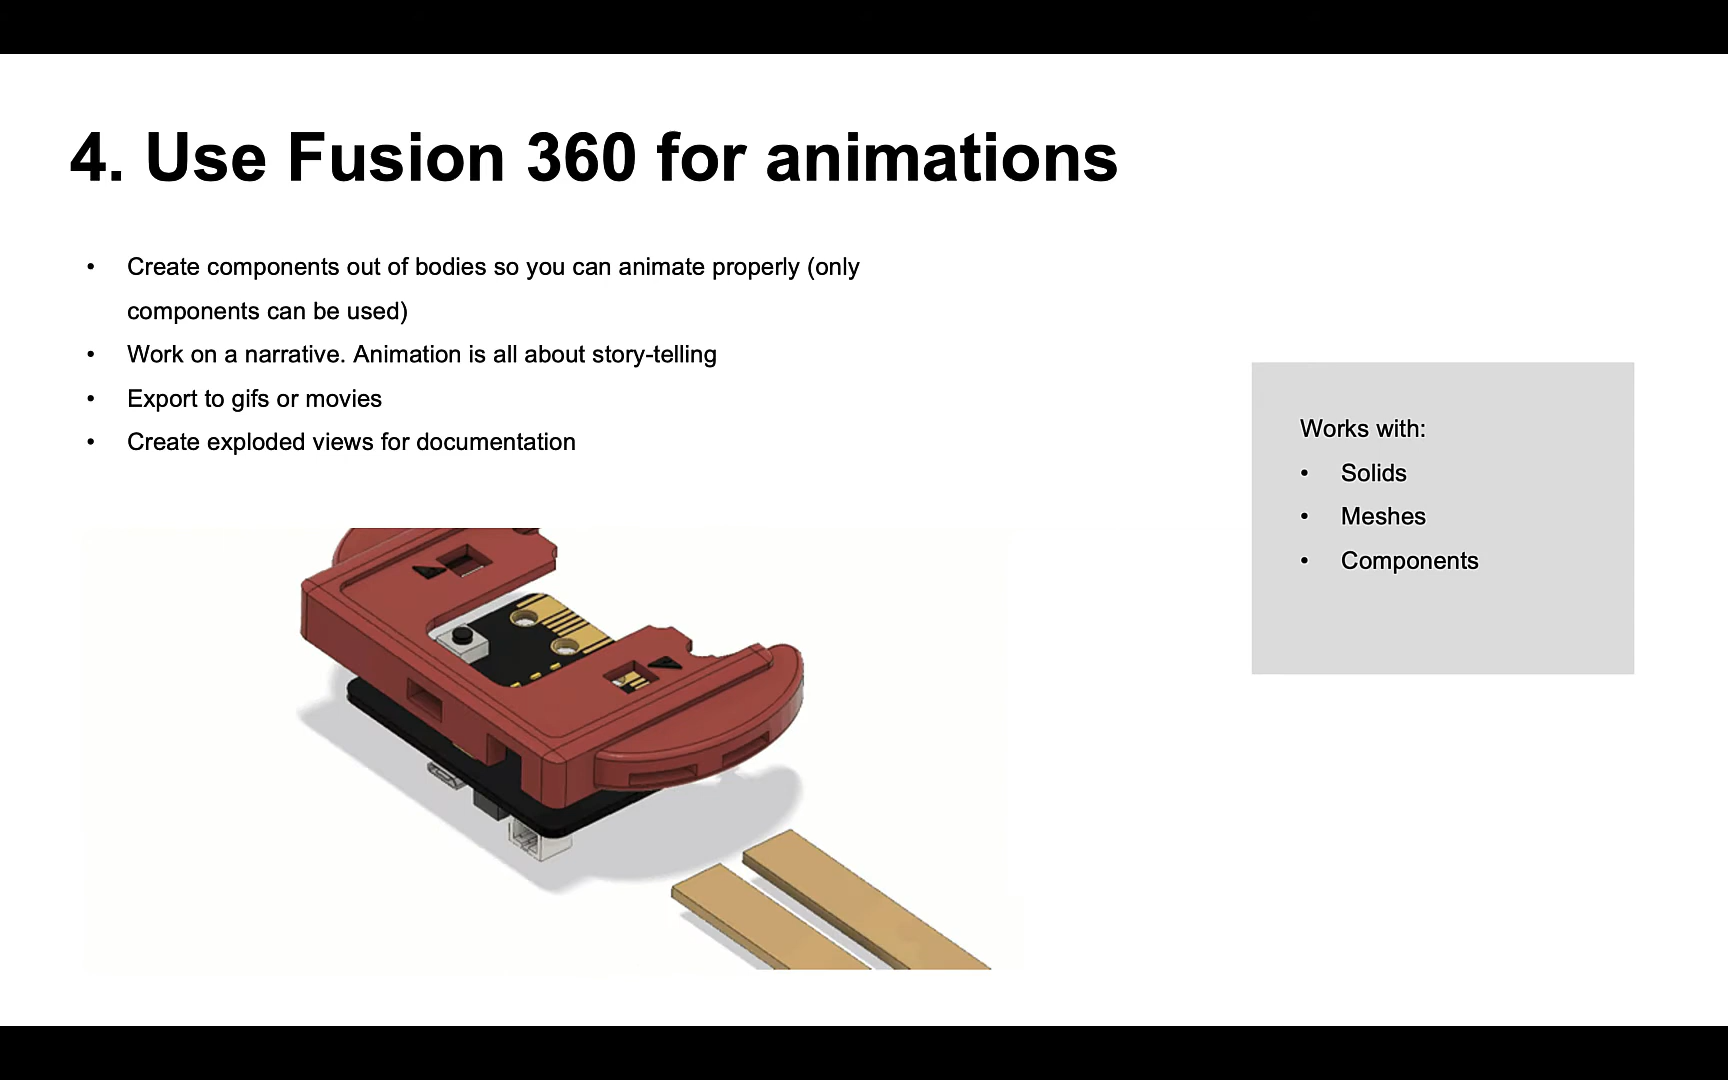 4. Use Fusion 360 for animations
• Create components out of bodies so you can animate properly (only
components can be used)
• Work on a narrative. Animation is all about story-telling
• Export to gifs or movies
• Create exploded views for documentation
Works with:
• Solids
• Meshes
• Components